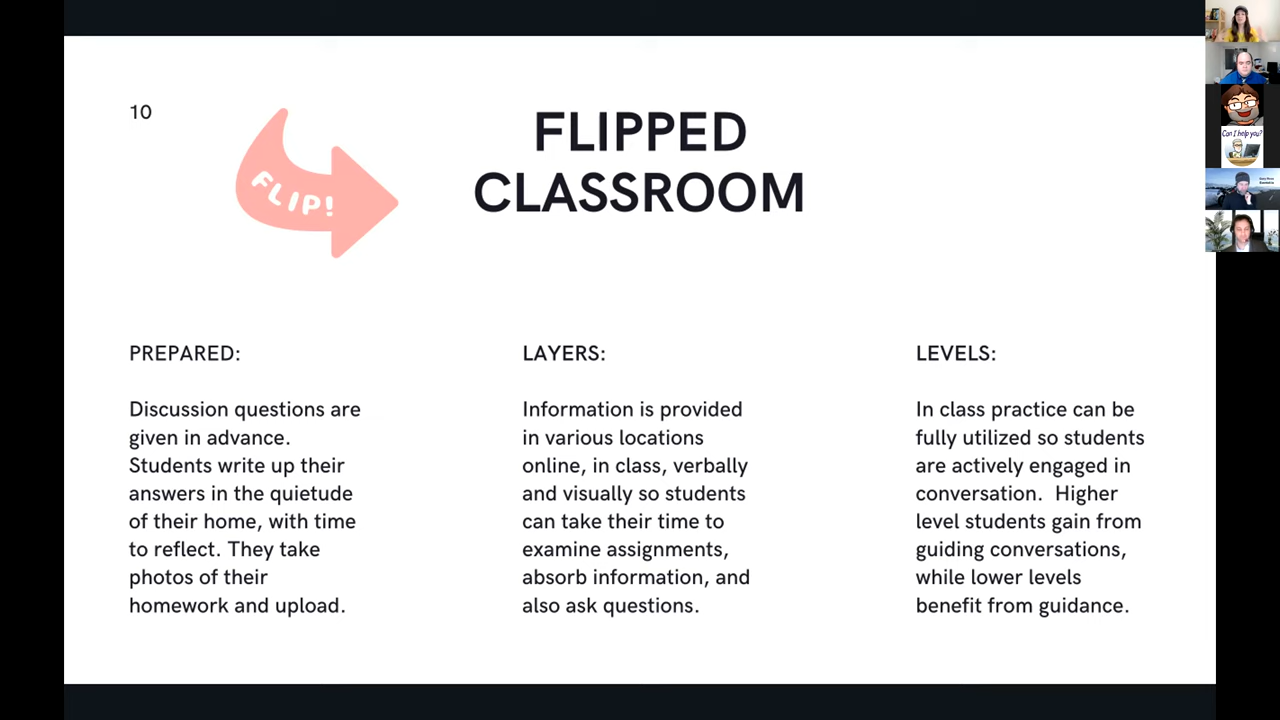 10
FLIP!
FLIPPED
CLASSROOM
PREPARED:
Discussion questions are
given in advance.
Students write up their
answers in the quietude
of their home, with time
to reflect. They take
photos of their
homework and upload.
LAYERS:
Information is provided
in various locations
online, in class, verbally
and visually so students
can take their time to
examine assignments,
absorb information, and
also ask questions.
LEVELS:
In class practice can be
fully utilized so students
are actively engaged in
conversation.  Higher
level students gain from
guiding conversations,
while lower levels
benefit from guidance.
Can I help you?